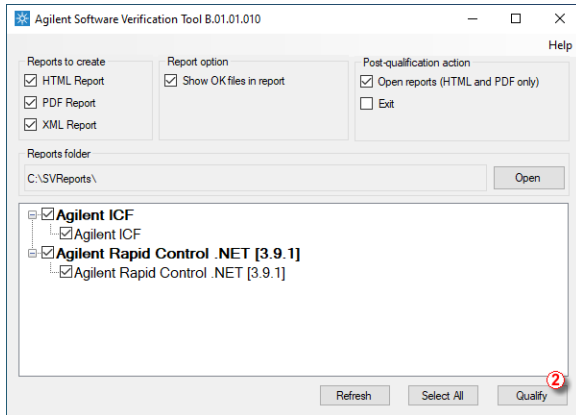 Agilent Software Verification Tool B.01.01.010
Help
Reports to create
HTML Report
PDF Report
XML Report
Report option
Show OK files in report
Post-qualification action
Open reports (HTML and PDF only)
Exit
Reports folder
C:\SVReports\
Open
Agilent ICF
Agilent ICF
Agilent Rapid Control .NET [3.9.1]
Agilent Rapid Control .NET [3.9.1]
2
Refresh Select All Qualify